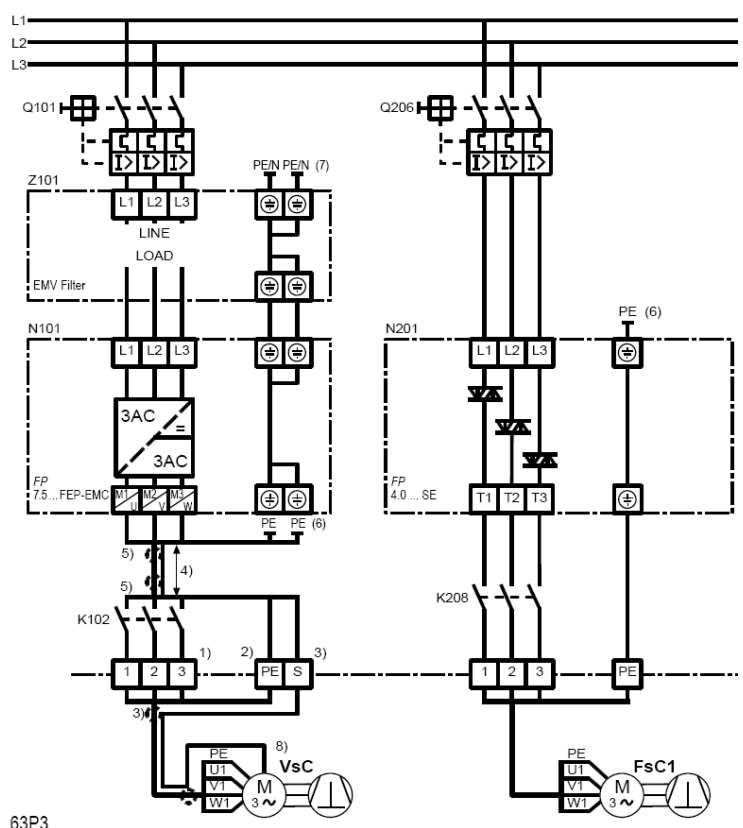 L1
L2
L3
Q101
Q206
I> I> I>
I> I> I>
PE/N PE/N (7)
Z101
L1 L2 L3
LINE
LOAD
EMV Filter
PE (6)
N101
N201
L1 L2 L3
L1 L2 L3
3AC
=
3AC
FP
7.5...FEP-EMC
M1 U M2 V M3 W
FP
4.0 ... SE
T1 T2 T3
PE PE (6)
5)
4)
5)
K102
K208
1) 2) 3)
1 2 3 PE S
1 2 3 PE
3)
8)
PE
U1
V1
W1
M
3 ~
VsC
PE
U1
V1
W1
M
3 ~
FsC1
63P3